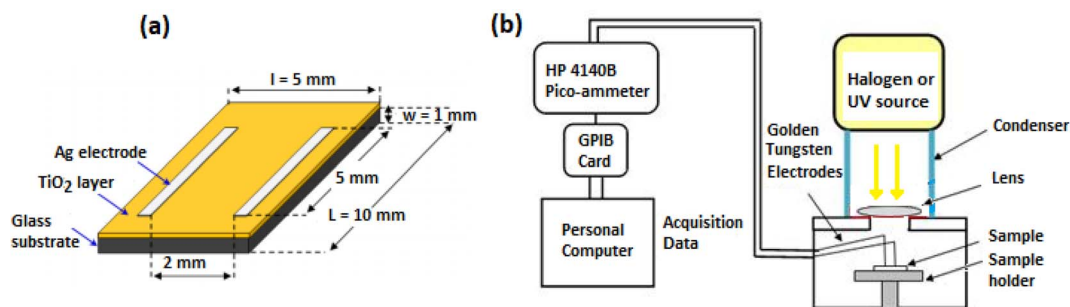 (a)
l = 5 mm
w = 1 mm
Ag electrode
TiO2 layer
5 mm
L = 10 mm
Glass
substrate
2 mm
(b)
HP 4140B
Pico-ammeter
GPIB
Card
Personal
Computer
Acquisition
Data
Halogen or
UV source
Golden
Tungsten
Electrodes
Condenser
Lens
Sample
Sample
holder